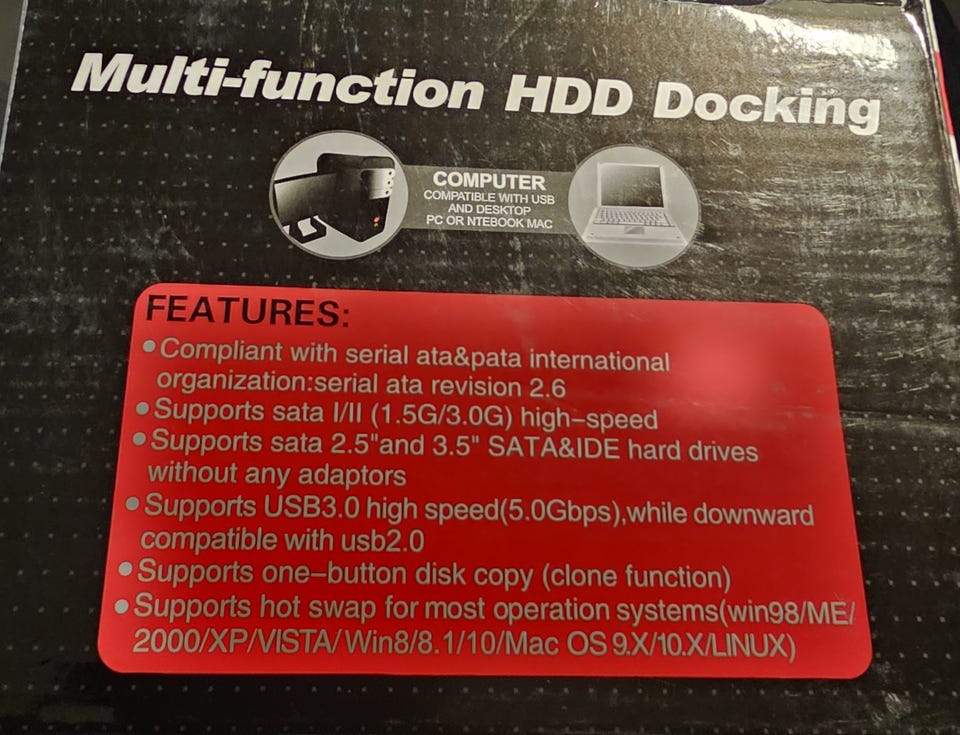 Multi-function HDD Docking
COMPUTER
COMPATIBLE WITH USB
AND DESKTOP
PC OR NTEBOOK MAC
FEATURES:
●Compliant with serial ata&pata international
organization:serial ata revision 2.6
●Supports sata I/II (1.5G/3.0G) high-speed
●Supports sata 2.5"and 3.5" SATA&IDE hard drives
without any adaptors
●Supports USB3.0 high speed(5.0Gbps),while downward
compatible with usb2.0
●Supports one-button disk copy (clone function)
●Supports hot swap for most operation systems(win98/ME/
2000/XP/VISTA/Win8/8.1/10/Mac OS 9.X/10.X/LINUX)